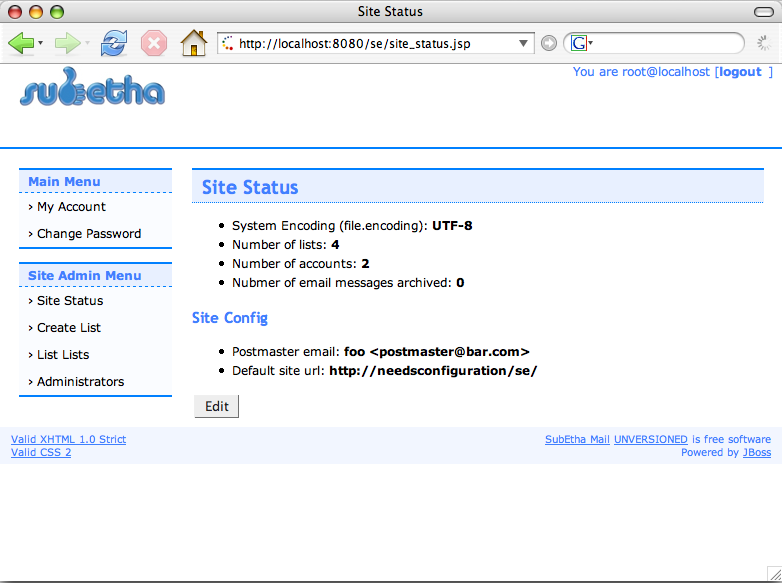 Site Status
http://localhost:8080/se/site_status.jsp
G
subetha
You are root@localhost [logout ]
Main Menu
› My Account
› Change Password
Site Admin Menu
› Site Status
› Create List
› List Lists
› Administrators
Site Status
• System Encoding (file.encoding): UTF-8
• Number of lists: 4
• Number of accounts: 2
• Nubmer of email messages archived: 0
Site Config
• Postmaster email: foo <postmaster@bar.com>
• Default site url: http://needsconfiguration/se/
Edit
Valid XHTML 1.0 Strict
Valid CSS 2
SubEtha Mail UNVERSIONED is free software
Powered by JBoss